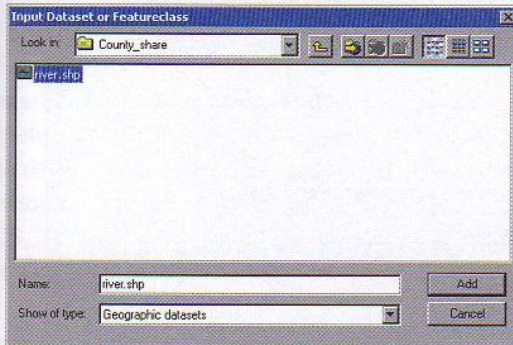 Input Dataset or Featureclass
Look in: County_share
river.shp
Name: river.shp Add
Show of type: Geographic datasets Cancel